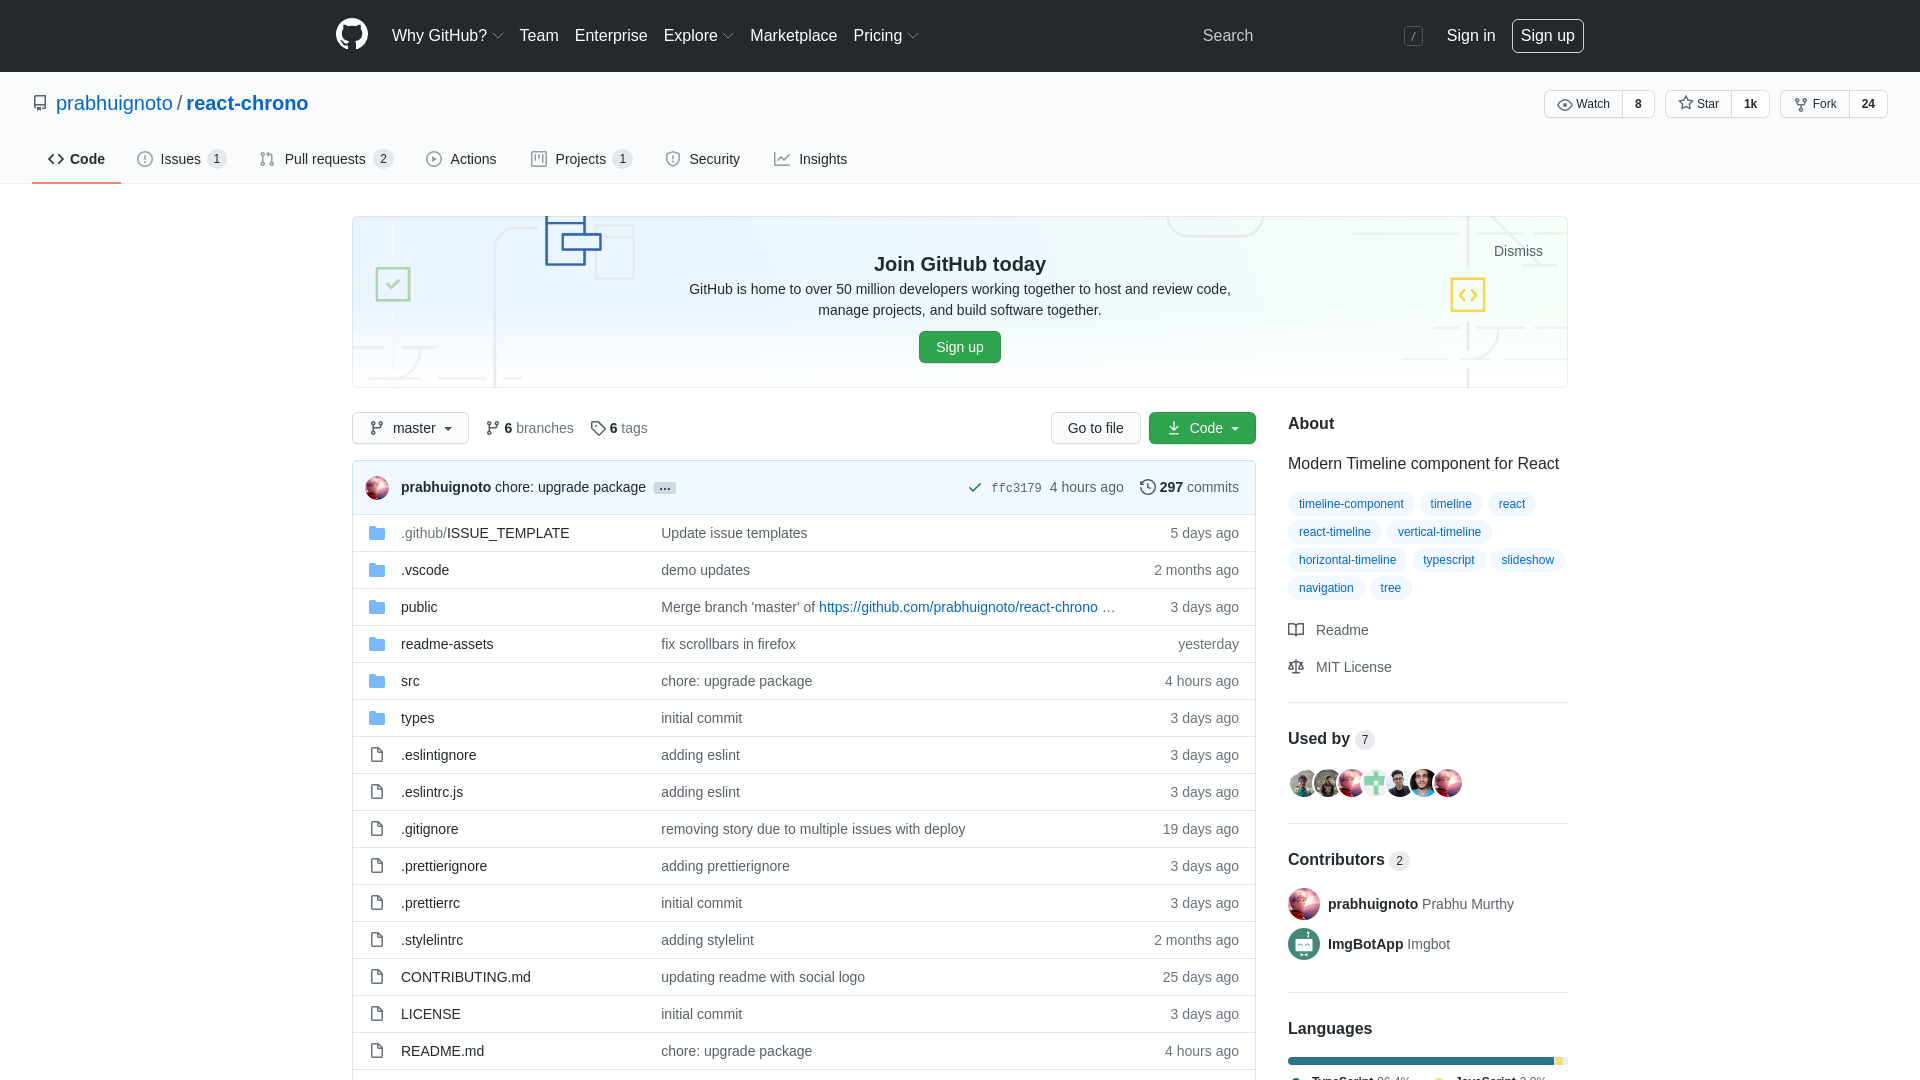 Why GitHub? Team Enterprise Explore Marketplace Pricing Search / Sign in Sign up
prabhuignoto / react-chrono Watch 8 Star 1k Fork 24
Code Issues 1 Pull requests 2 Actions Projects 1 Security Insights
Dismiss
Join GitHub today
GitHub is home to over 50 million developers working together to host and review code,
manage projects, and build software together.
Sign up
master 6 branches 6 tags Go to file Code
prabhuignoto chore: upgrade package … ffc3179 4 hours ago 297 commits
.github/ISSUE_TEMPLATE Update issue templates 5 days ago
.vscode demo updates 2 months ago
public Merge branch 'master' of https://github.com/prabhuignoto/react-chrono … 3 days ago
readme-assets fix scrollbars in firefox yesterday
src chore: upgrade package 4 hours ago
types initial commit 3 days ago
.eslintignore adding eslint 3 days ago
.eslintrc.js adding eslint 3 days ago
.gitignore removing story due to multiple issues with deploy 19 days ago
.prettierignore adding prettierignore 3 days ago
.prettierrc initial commit 3 days ago
.stylelintrc adding stylelint 2 months ago
CONTRIBUTING.md updating readme with social logo 25 days ago
LICENSE initial commit 3 days ago
README.md chore: upgrade package 4 hours ago
About
Modern Timeline component for React
timeline-component timeline react
react-timeline vertical-timeline
horizontal-timeline typescript slideshow
navigation tree
Readme
MIT License
Used by 7
Contributors 2
prabhuignoto Prabhu Murthy
ImgBotApp Imgbot
Languages
TypeScript JavaScript